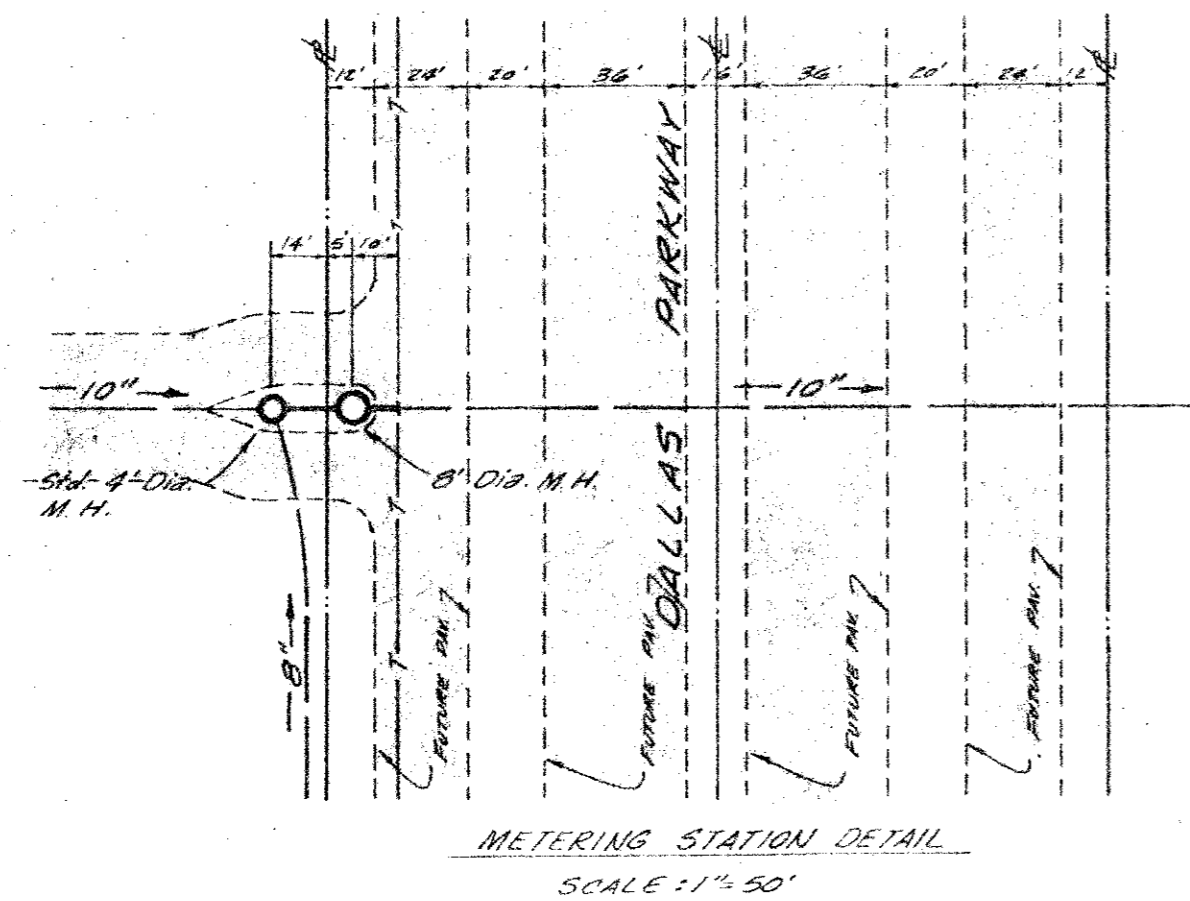 ℄
12'
24'
20'
36'
16'
36'
20'
24'
12'
T
DALLAS PARKWAY
14'
5'
10'
T
10"
10"
Std. 4' Dia.
M.H.
8' Dia. M.H.
T
8"
T
FUTURE PAV.
FUTURE PAV.
FUTURE PAV.
FUTURE PAV.
METERING STATION DETAIL
SCALE : 1" = 50'